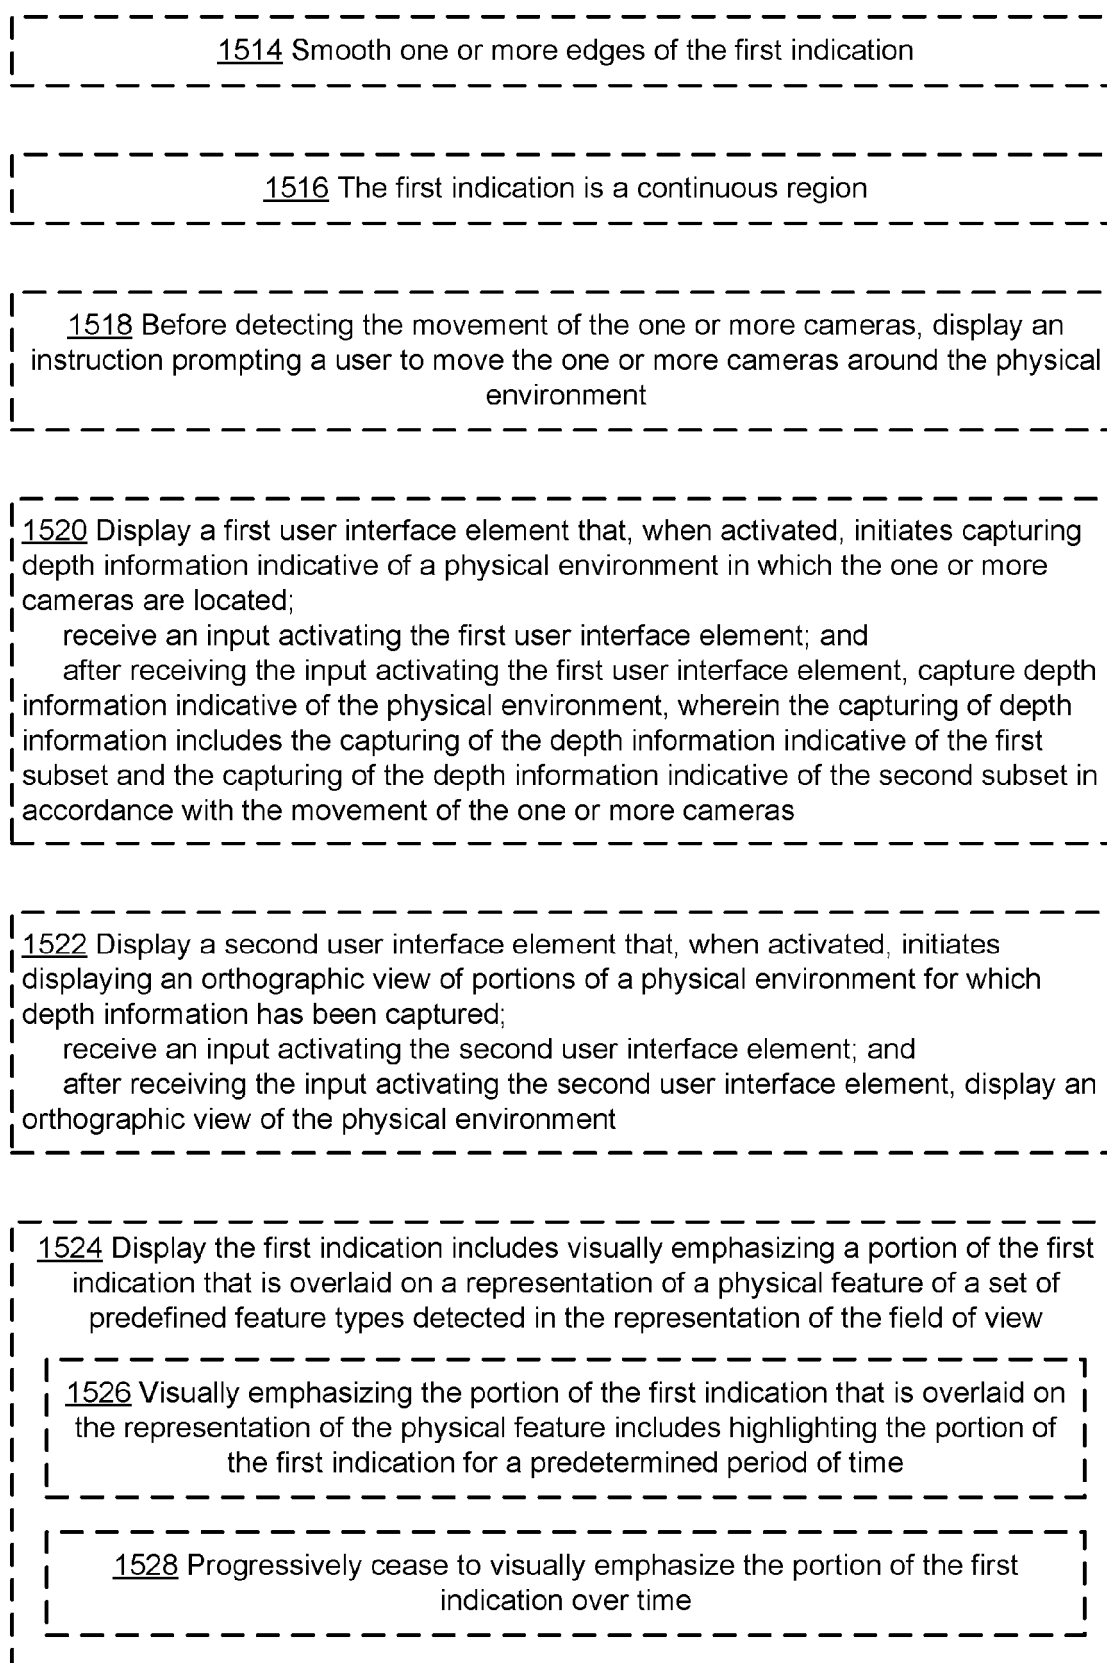 1514 Smooth one or more edges of the first indication
1516 The first indication is a continuous region
1518 Before detecting the movement of the one or more cameras, display an
instruction prompting a user to move the one or more cameras around the physical
environment
1520 Display a first user interface element that, when activated, initiates capturing
depth information indicative of a physical environment in which the one or more
cameras are located;
receive an input activating the first user interface element; and
after receiving the input activating the first user interface element, capture depth
information indicative of the physical environment, wherein the capturing of depth
information includes the capturing of the depth information indicative of the first
subset and the capturing of the depth information indicative of the second subset in
accordance with the movement of the one or more cameras
1522 Display a second user interface element that, when activated, initiates
displaying an orthographic view of portions of a physical environment for which
depth information has been captured;
receive an input activating the second user interface element; and
after receiving the input activating the second user interface element, display an
orthographic view of the physical environment
1524 Display the first indication includes visually emphasizing a portion of the first
indication that is overlaid on a representation of a physical feature of a set of
predefined feature types detected in the representation of the field of view
1526 Visually emphasizing the portion of the first indication that is overlaid on
the representation of the physical feature includes highlighting the portion of
the first indication for a predetermined period of time
1528 Progressively cease to visually emphasize the portion of the first
indication over time